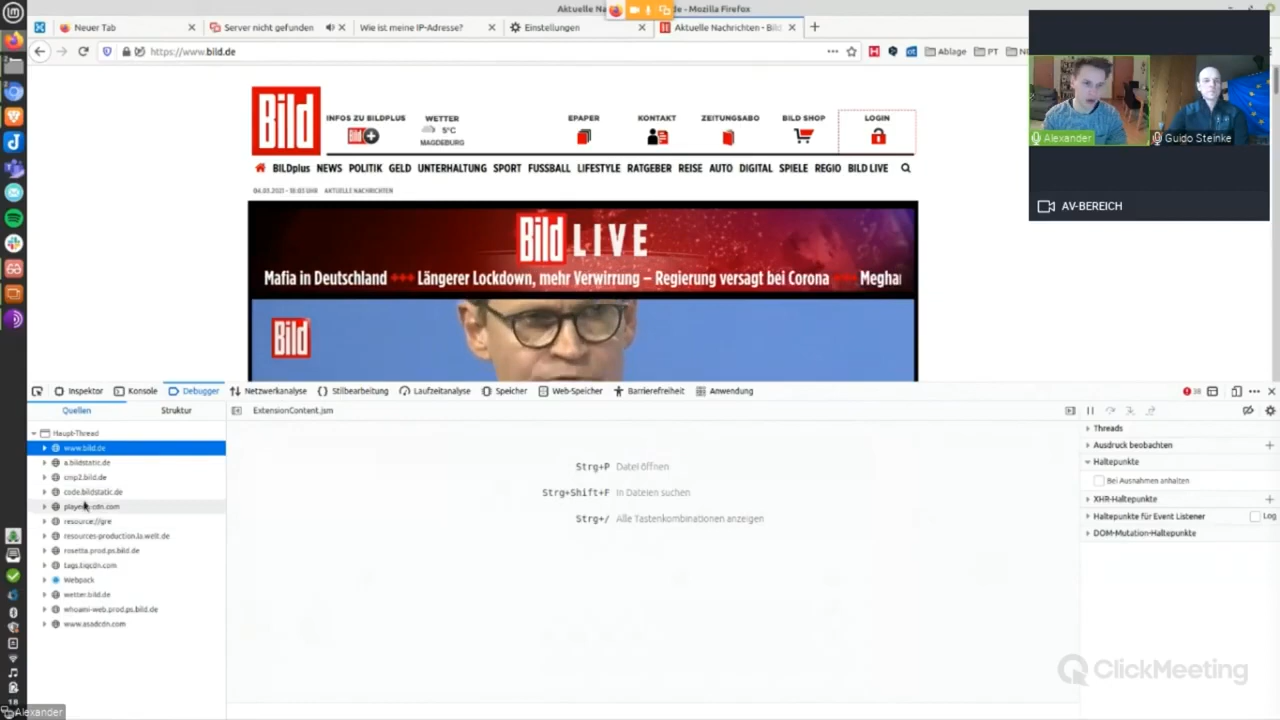 Aktuelle Na
de - Mozilla Firefox
Neuer Tab
Server nicht gefunden
Wie ist meine IP-Adresse?
Einstellungen
Aktuelle Nachrichten - Bild
https://www.bild.de
Ablage
PT
Bild
INFOS ZU BILDPLUS
Bild
WETTER
5°C
MAGDEBURG
EPAPER
KONTAKT
ZEITUNGSABO
BILD SHOP
LOGIN
BILDplus NEWS POLITIK GELD UNTERHALTUNG SPORT FUSSBALL LIFESTYLE RATGEBER REISE AUTO DIGITAL SPIELE REGIO BILD LIVE
AKTUELLE NACHRICHTEN
Bild LIVE
Mafia in Deutschland +++ Längerer Lockdown, mehr Verwirrung – Regierung versagt bei Corona +++ Megha
Bild
Alexander
Guido Steinke
AV-BEREICH
Inspektor
Konsole
Debugger
Netzwerkanalyse
Stilbearbeitung
Laufzeitanalyse
Speicher
Web-Speicher
Barrierefreiheit
Anwendung
Quellen
Struktur
ExtensionContent.jsm
Haupt-Thread
www.bild.de
a.bildstatic.de
cmp2.bild.de
code.bildstatic.de
resource://gre
resources-production.la.welt.de
rosetta.prod.ps.bild.de
tags.tiqcdn.com
Webpack
wetter.bild.de
whoami-web.prod.ps.bild.de
www.asadcdn.com
Strg+P Datei öffnen
Strg+Shift+F In Dateien suchen
Strg+/ Alle Tastenkombinationen anzeigen
Threads
Ausdruck beobachten
Haltepunkte
Bei Ausnahmen anhalten
XHR-Haltepunkte
Haltepunkte für Event Listener
Log
DOM-Mutation-Haltepunkte
ClickMeeting
Alexander